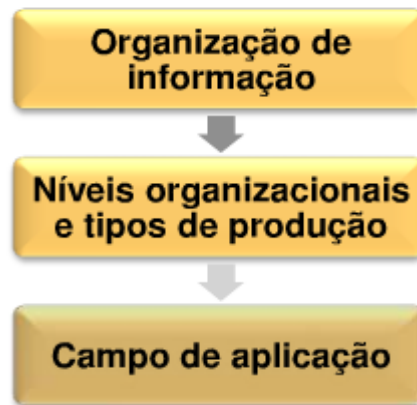 Organização de
informação
Níveis organizacionais
e tipos de produção
Campo de aplicação